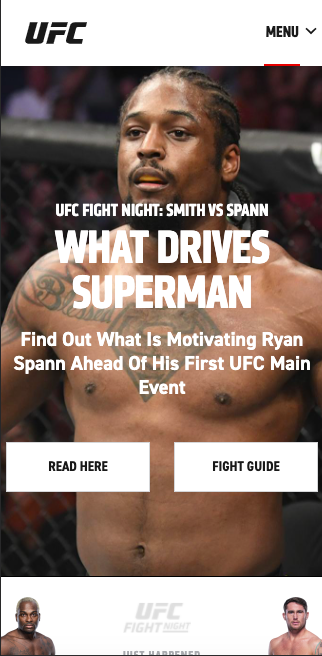 UFC
MENU
UFC FIGHT NIGHT: SMITH VS SPANN
WHAT DRIVES
SUPERMAN
Find Out What Is Motivating Ryan
Spann Ahead Of His First UFC Main
Event
READ HERE
FIGHT GUIDE
Blessed
UFC
FIGHT NIGHT
JUST HAPPENED